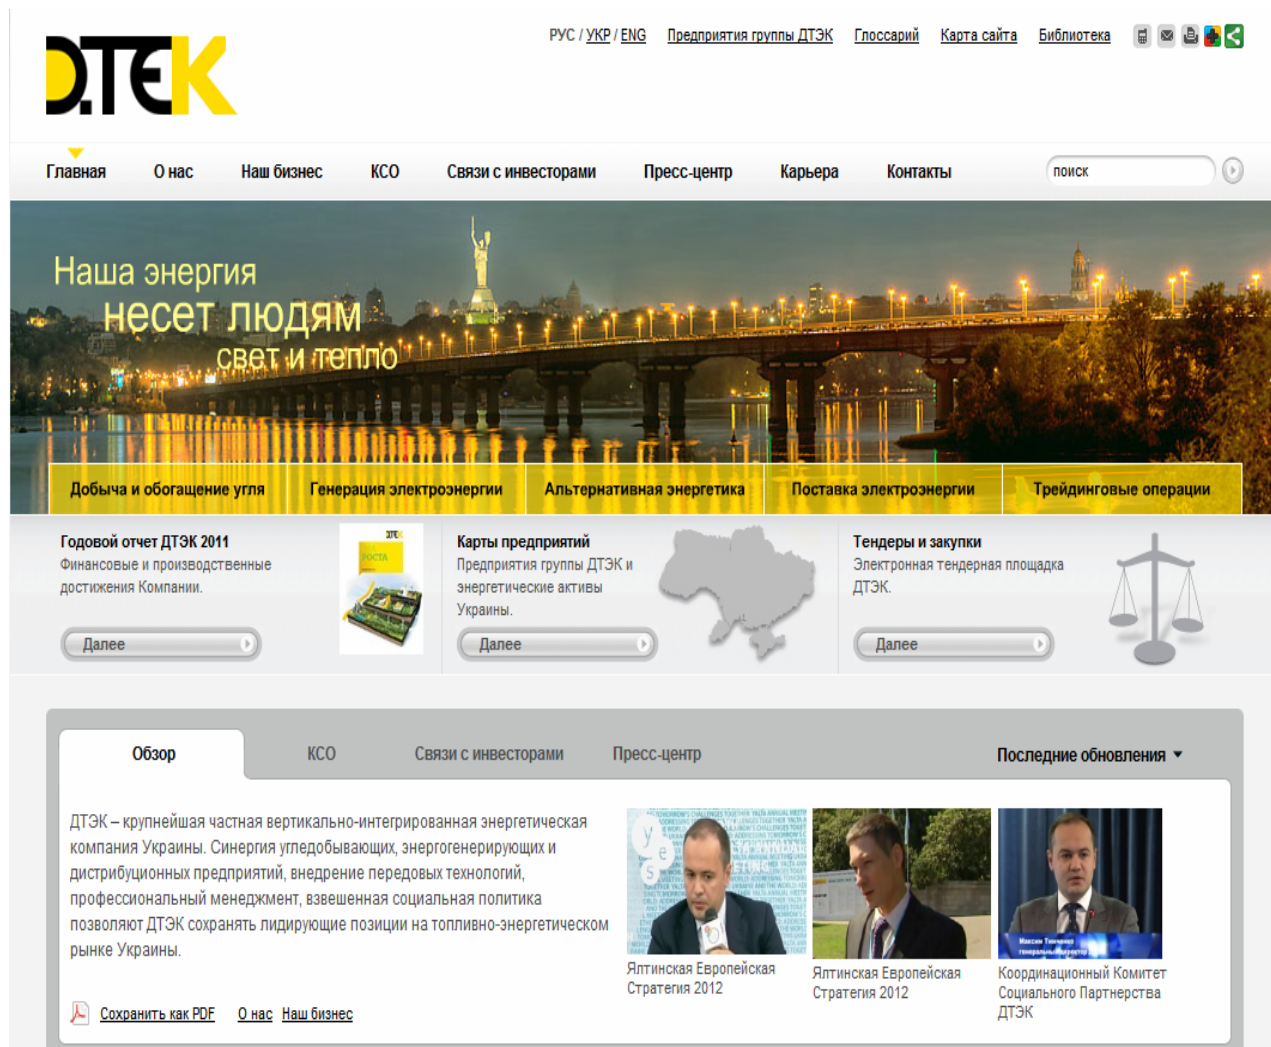 ДТЕК
РУС / УКР / ENG Предприятия группы ДТЭК Глоссарий Карта сайта Библиотека
Главная О нас Наш бизнес КСО Связи с инвесторами Пресс-центр Карьера Контакты поиск
Наша энергия
несет людям
свет и тепло
Добыча и обогащение угля Генерация электроэнергии Альтернативная энергетика Поставка электроэнергии Трейдинговые операции
Годовой отчет ДТЭК 2011
Финансовые и производственные
достижения Компании.
Далее
РОСТА
Карты предприятий
Предприятия группы ДТЭК и
энергетические активы
Украины.
Далее
Тендеры и закупки
Электронная тендерная площадка
ДТЭК.
Далее
Обзор КСО Связи с инвесторами Пресс-центр Последние обновления
ДТЭК – крупнейшая частная вертикально-интегрированная энергетическая
компания Украины. Синергия угледобывающих, энергогенерирующих и
дистрибуционных предприятий, внедрение передовых технологий,
профессиональный менеджмент, взвешенная социальная политика
позволяют ДТЭК сохранять лидирующие позиции на топливно-энергетическом
рынке Украины.
Сохранить как PDF О нас Наш бизнес
y
e
s
Ялтинская Европейская
Стратегия 2012
Ялтинская Европейская
Стратегия 2012
Максим Тимченко
генеральный директор
Координационный Комитет
Социального Партнерства
ДТЭК